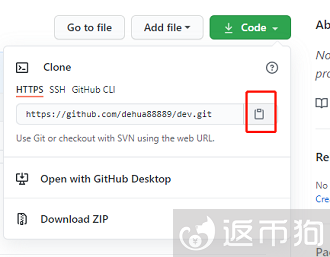 Go to file
Add file
Code
Ab
No
pro
Clone
HTTPS SSH GitHub CLI
https://github.com/dehua88889/dev.git
Use Git or checkout with SVN using the web URL.
Open with GitHub Desktop
Re
No
Cre
Download ZIP
返币狗
Pac